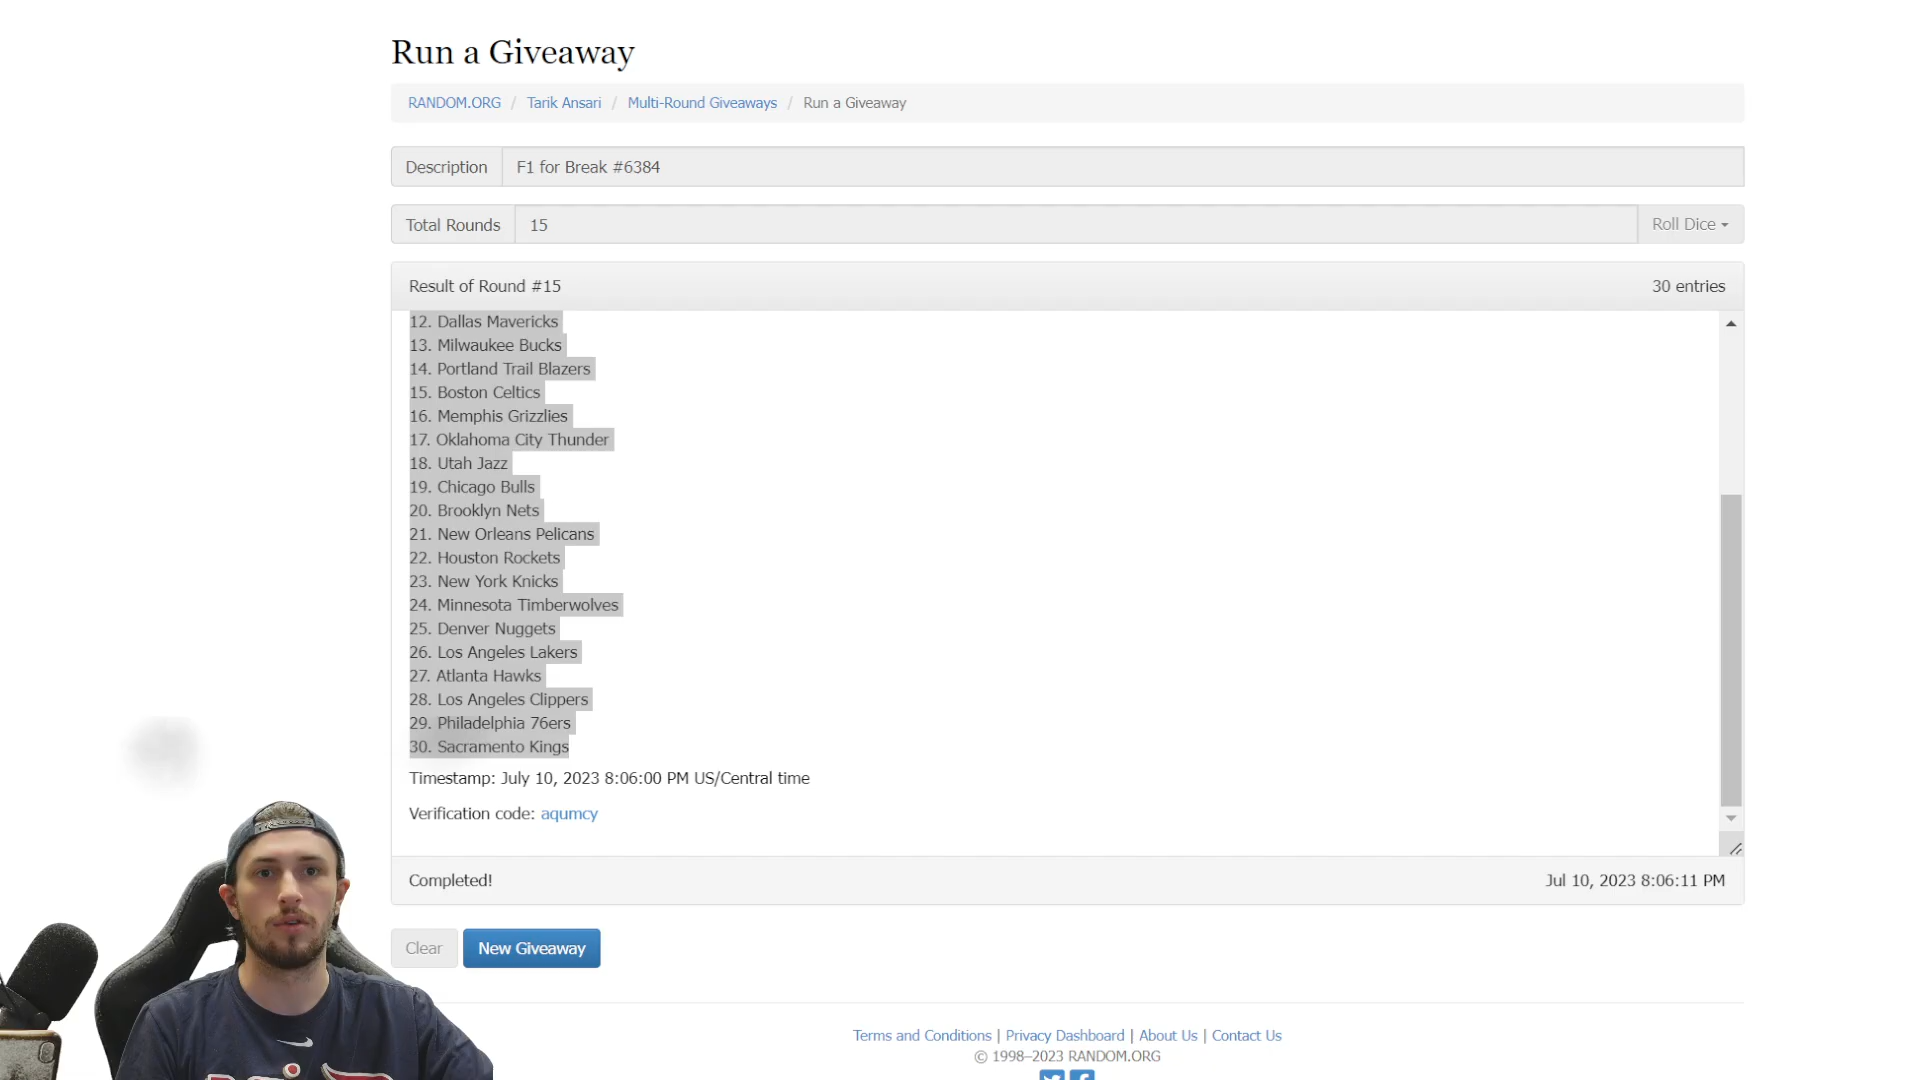 Run a Giveaway
RANDOM.ORG / Tarik Ansari / Multi-Round Giveaways / Run a Giveaway
Description F1 for Break #6384
Total Rounds 15 Roll Dice
Result of Round #15 30 entries
12. Dallas Mavericks
13. Milwaukee Bucks
14. Portland Trail Blazers
15. Boston Celtics
16. Memphis Grizzlies
17. Oklahoma City Thunder
18. Utah Jazz
19. Chicago Bulls
20. Brooklyn Nets
21. New Orleans Pelicans
22. Houston Rockets
23. New York Knicks
24. Minnesota Timberwolves
25. Denver Nuggets
26. Los Angeles Lakers
27. Atlanta Hawks
28. Los Angeles Clippers
29. Philadelphia 76ers
30. Sacramento Kings
Timestamp: July 10, 2023 8:06:00 PM US/Central time
Verification code: aqumcy
Completed! Jul 10, 2023 8:06:11 PM
Clear New Giveaway
Terms and Conditions | Privacy Dashboard | About Us | Contact Us
© 1998–2023 RANDOM.ORG